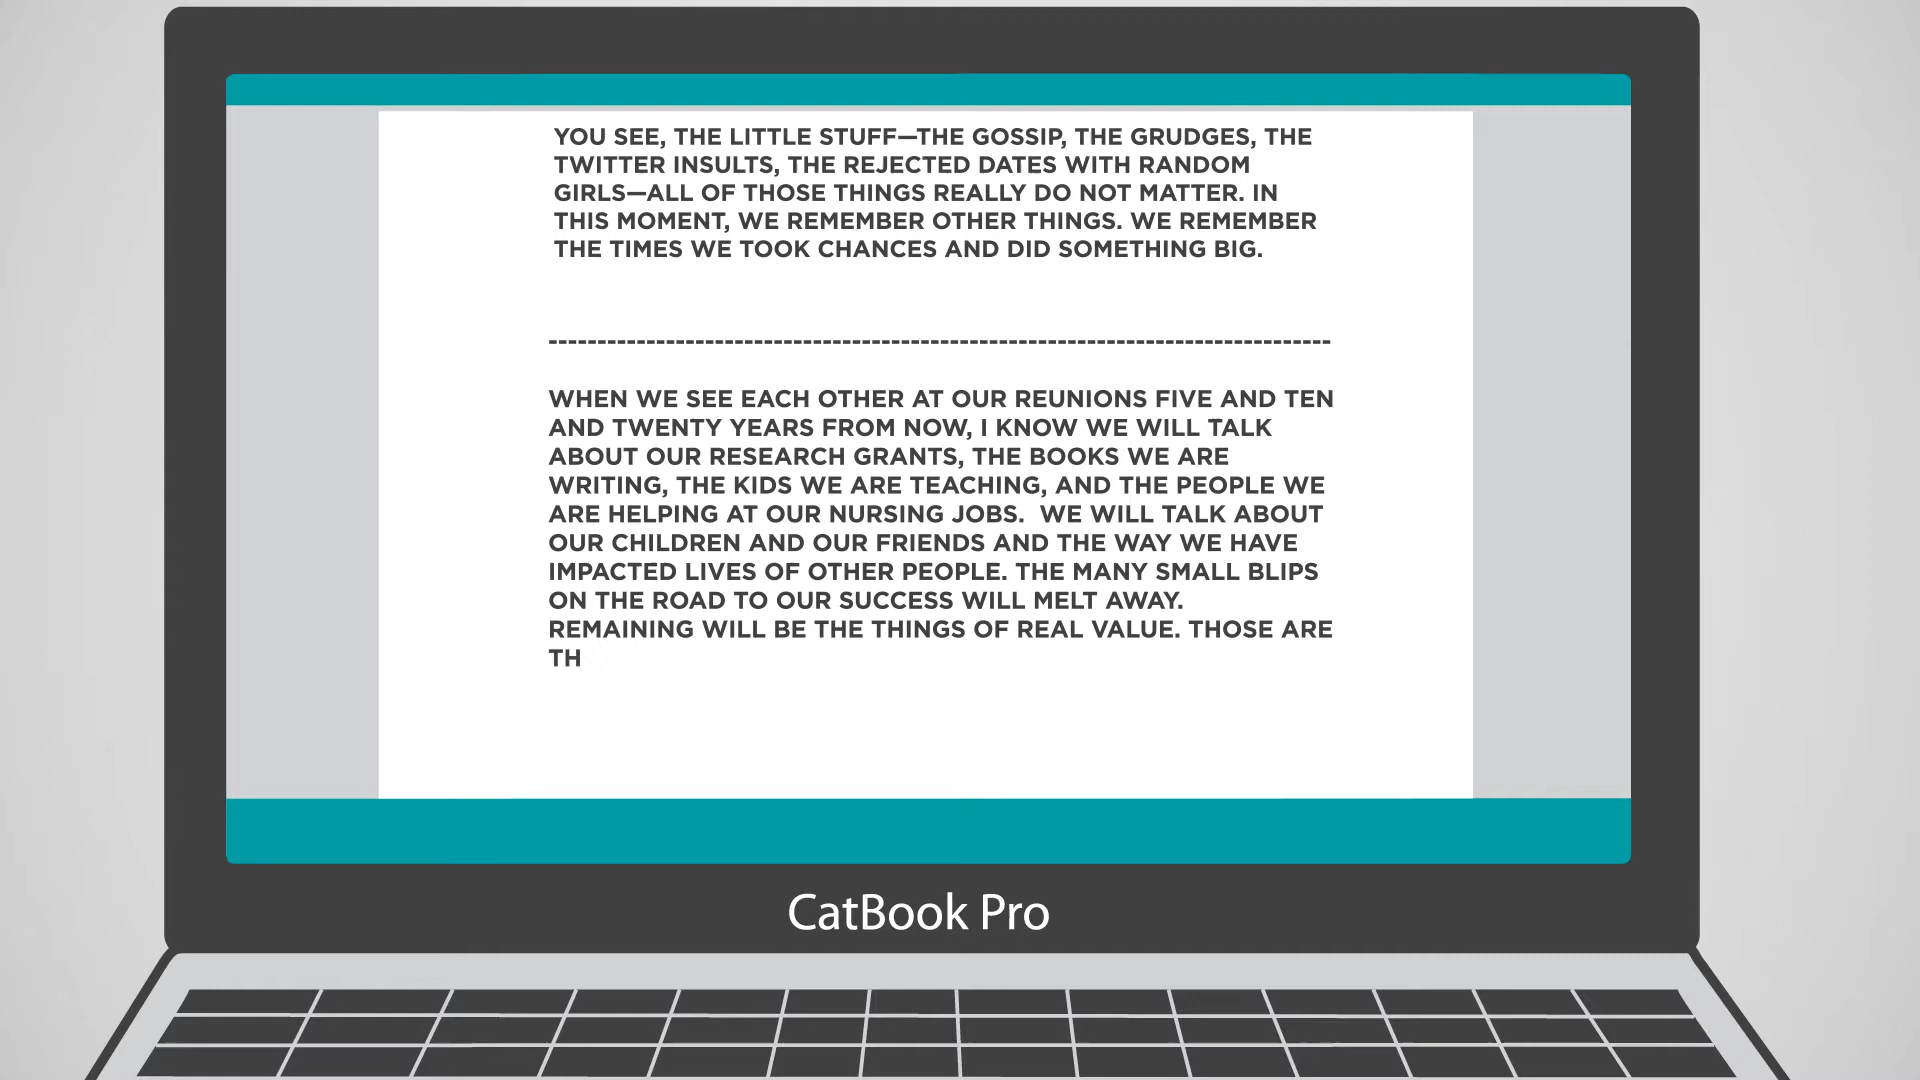 YOU SEE, THE LITTLE STUFF—THE GOSSIP, THE GRUDGES, THE
TWITTER INSULTS, THE REJECTED DATES WITH RANDOM
GIRLS—ALL OF THOSE THINGS REALLY DO NOT MATTER. IN
THIS MOMENT, WE REMEMBER OTHER THINGS. WE REMEMBER
THE TIMES WE TOOK CHANCES AND DID SOMETHING BIG.
--------------------------------------------------------------------------------
WHEN WE SEE EACH OTHER AT OUR REUNIONS FIVE AND TEN
AND TWENTY YEARS FROM NOW, I KNOW WE WILL TALK
ABOUT OUR RESEARCH GRANTS, THE BOOKS WE ARE
WRITING, THE KIDS WE ARE TEACHING, AND THE PEOPLE WE
ARE HELPING AT OUR NURSING JOBS.  WE WILL TALK ABOUT
OUR CHILDREN AND OUR FRIENDS AND THE WAY WE HAVE
IMPACTED LIVES OF OTHER PEOPLE. THE MANY SMALL BLIPS
ON THE ROAD TO OUR SUCCESS WILL MELT AWAY.
REMAINING WILL BE THE THINGS OF REAL VALUE. THOSE ARE
TH
CatBook Pro